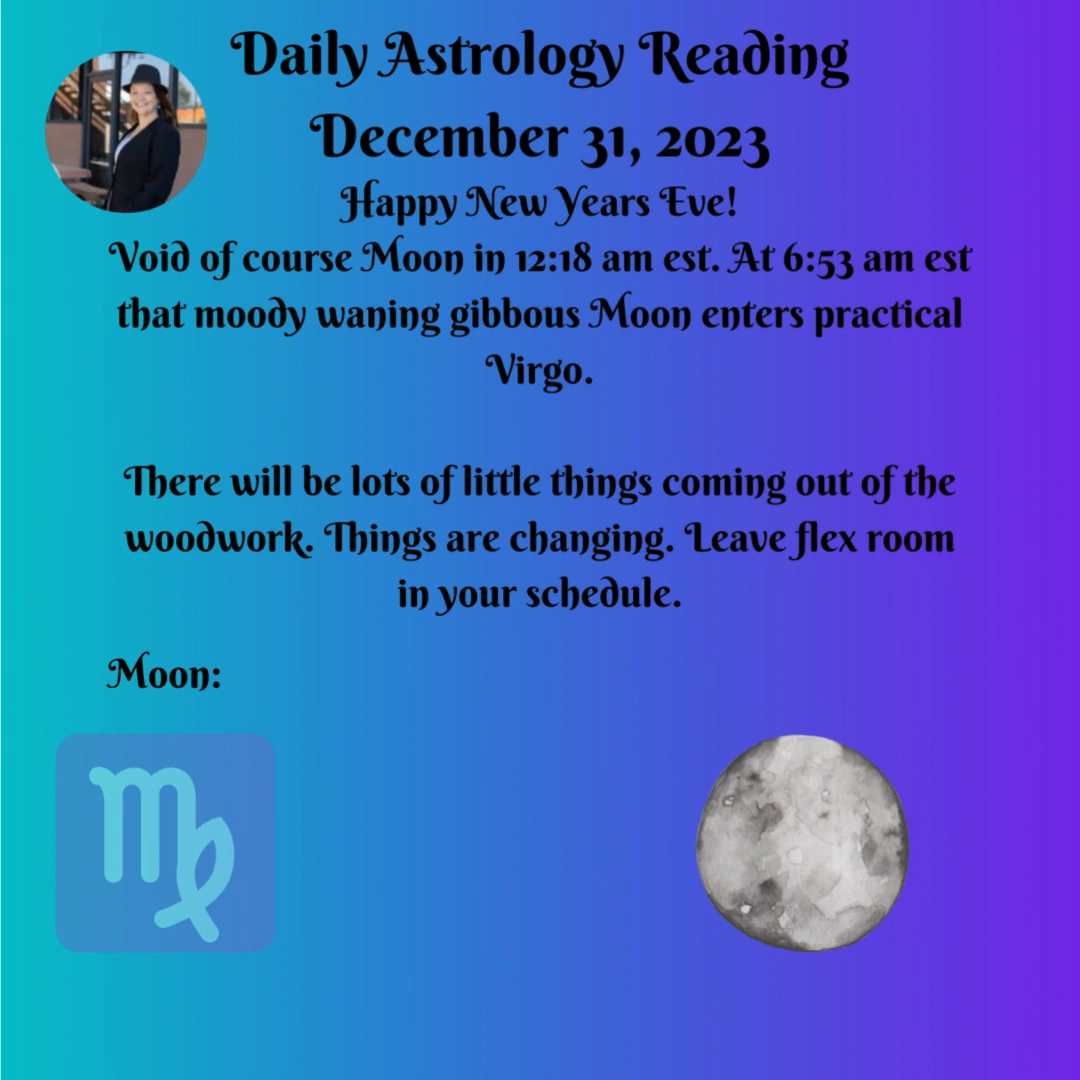 Daily Astrology Reading
December 31, 2023
Happy New Years Eve!
Void of course Moon in 12:18 am est. At 6:53 am est
that moody waning gibbous Moon enters practical
Virgo.
There will be lots of little things coming out of the
woodwork. Things are changing. Leave flex room
in your schedule.
Moon: